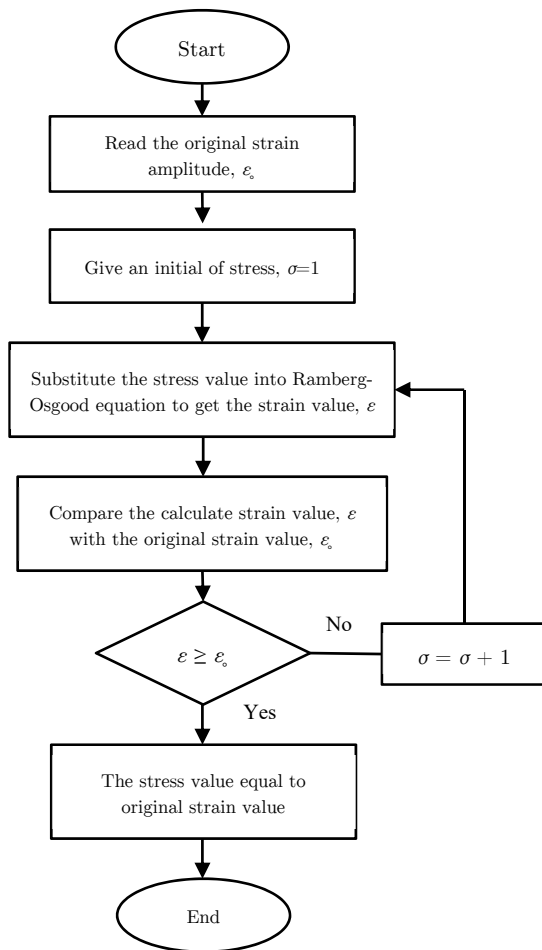 Start
Read the original strain
amplitude, ε∘
Give an initial of stress, σ=1
Substitute the stress value into Ramberg-
Osgood equation to get the strain value, ε
Compare the calculate strain value, ε
with the original strain value, ε∘
ε ≥ ε∘
No
σ = σ + 1
Yes
The stress value equal to
original strain value
End